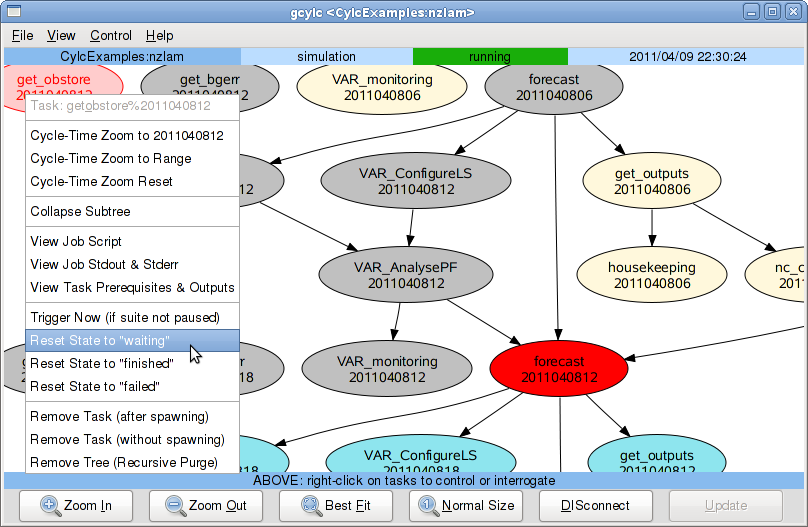 gcylc <CylcExamples:nzlam>
File View Control Help
CylcExamples:nzlam simulation running 2011/04/09 22:30:24
get_obstore
2011040812
get_bgerr
2011040812
VAR_monitoring
2011040806
forecast
2011040806
Task: getobstore%2011040812
Cycle-Time Zoom to 2011040812
Cycle-Time Zoom to Range
Cycle-Time Zoom Reset
Collapse Subtree
View Job Script
View Job Stdout & Stderr
View Task Prerequisites & Outputs
Trigger Now (if suite not paused)
Reset State to "waiting"
Reset State to "finished"
Reset State to "failed"
Remove Task (after spawning)
Remove Task (without spawning)
Remove Tree (Recursive Purge)
12
VAR_ConfigureLS
2011040812
get_outputs
2011040806
VAR_AnalysePF
2011040812
housekeeping
2011040806
nc_c
20110
rr
VAR_monitoring
2011040812
forecast
2011040812
818
VAR_ConfigureLS
2011040818
get_outputs
2011040812
ABOVE: right-click on tasks to control or interrogate
Zoom In Zoom Out Best Fit Normal Size DISconnect Update